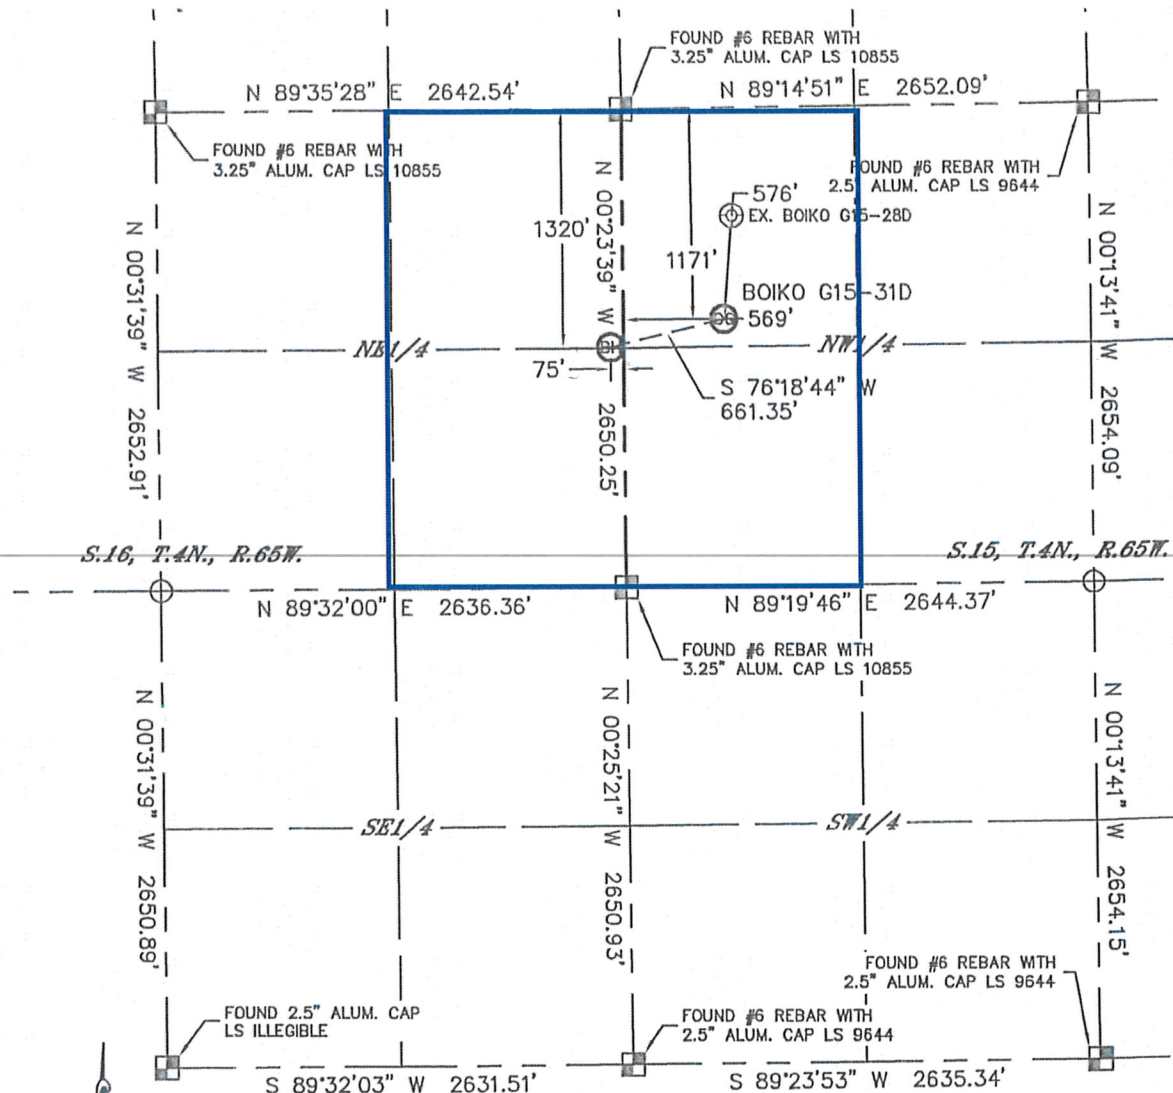 FOUND #6 REBAR WITH
3.25" ALUM. CAP LS 10855
N 89°35'28" E 2642.54'
N 89°14'51" E 2652.09'
FOUND #6 REBAR WITH
3.25" ALUM. CAP LS 10855
FOUND #6 REBAR WITH
2.5" ALUM. CAP LS 9644
576'
EX. BOIKO G15-28D
1320'
1171'
N 00°23'39" W 2650.25'
N 00°31'39" W 2652.91'
N 00°13'41" W 2654.09'
BOIKO G15-31D
569'
NE1/4
NW1/4
75'
S 76°18'44" W
661.35'
S.16, T.4N., R.65W.
S.15, T.4N., R.65W.
N 89°32'00" E 2636.36'
N 89°19'46" E 2644.37'
FOUND #6 REBAR WITH
3.25" ALUM. CAP LS 10855
N 00°31'39" W 2650.89'
N 00°25'21" W 2650.93'
N 00°13'41" W 2654.15'
SE1/4
SW1/4
FOUND #6 REBAR WITH
2.5" ALUM. CAP LS 9644
FOUND 2.5" ALUM. CAP
LS ILLEGIBLE
FOUND #6 REBAR WITH
2.5" ALUM. CAP LS 9644
S 89°32'03" W 2631.51'
S 89°23'53" W 2635.34'